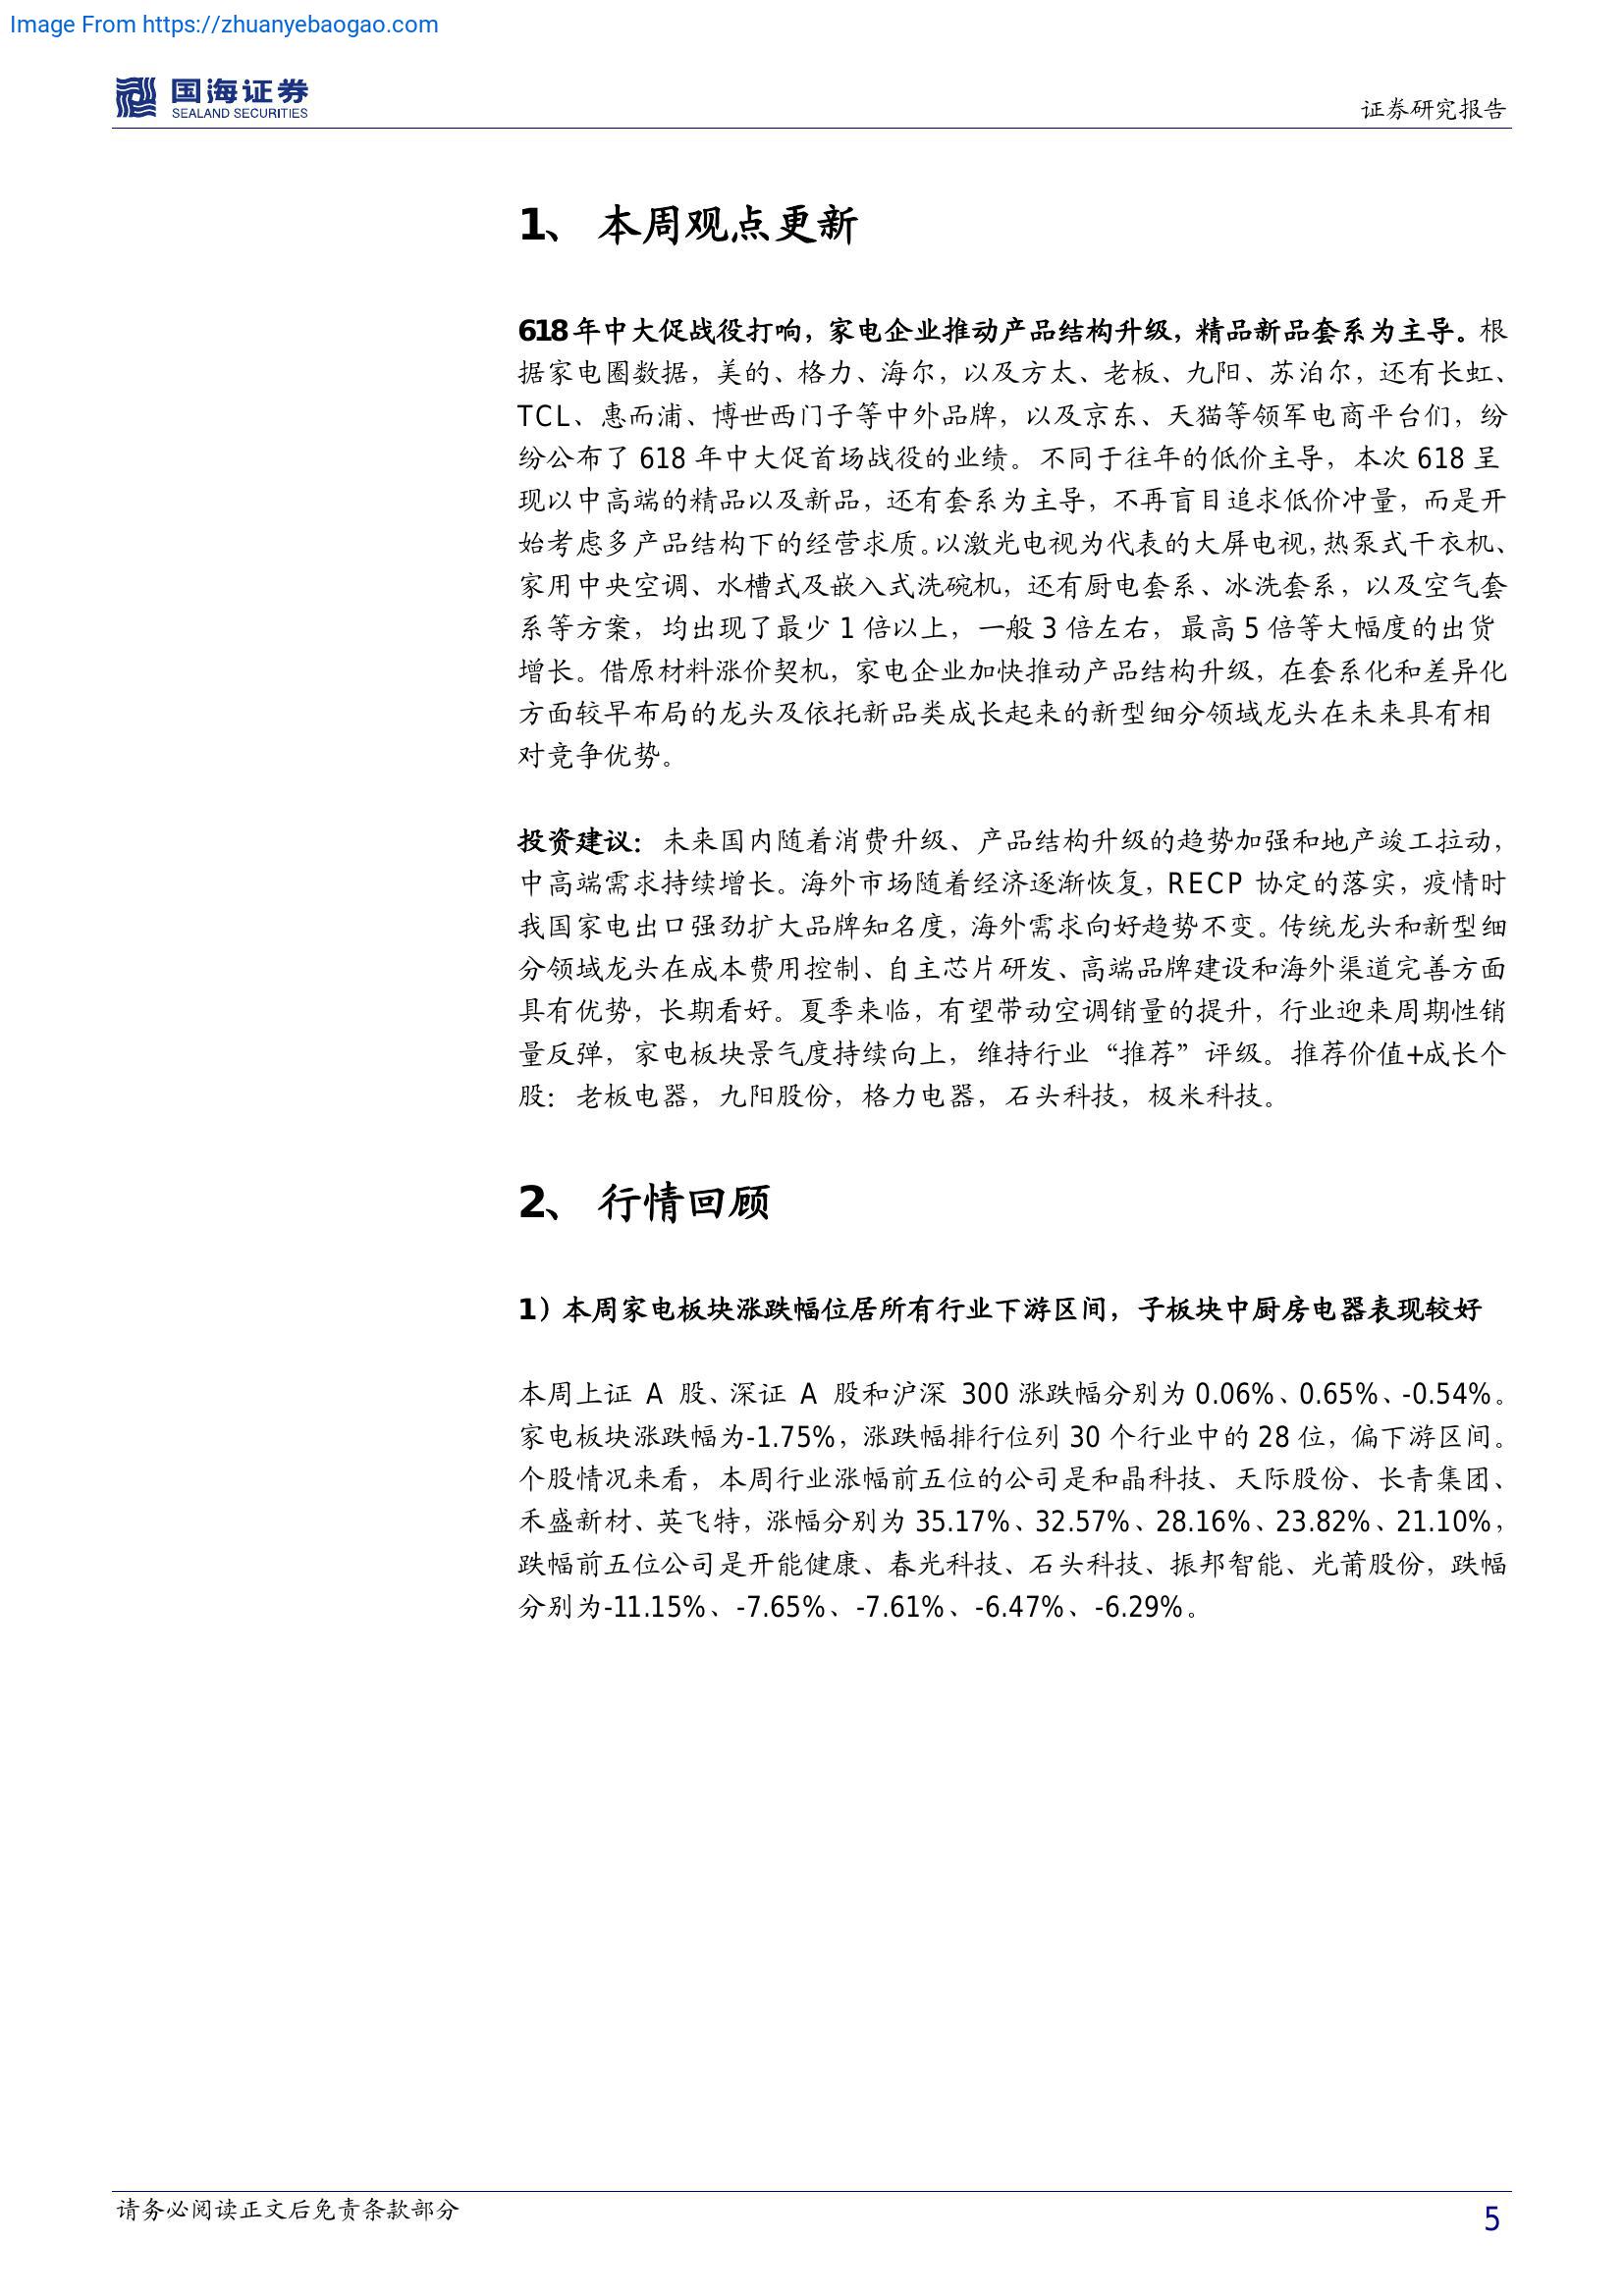 Image From https://zhuanyebaogao.com
国海证券
SEALAND SECURITIES
证券研究报告
1、 本周观点更新
618年中大促战役打响，家电企业推动产品结构升级，精品新品套系为主导。根
据家电圈数据，美的、格力、海尔，以及方太、老板、九阳、苏泊尔，还有长虹、
TCL、惠而浦、博世西门子等中外品牌，以及京东、天猫等领军电商平台们，纷
纷公布了 618 年中大促首场战役的业绩。不同于往年的低价主导，本次 618 呈
现以中高端的精品以及新品，还有套系为主导，不再盲目追求低价冲量，而是开
始考虑多产品结构下的经营求质。以激光电视为代表的大屏电视，热泵式干衣机、
家用中央空调、水槽式及嵌入式洗碗机，还有厨电套系、冰洗套系，以及空气套
系等方案，均出现了最少 1 倍以上，一般 3 倍左右，最高 5 倍等大幅度的出货
增长。借原材料涨价契机，家电企业加快推动产品结构升级，在套系化和差异化
方面较早布局的龙头及依托新品类成长起来的新型细分领域龙头在未来具有相
对竞争优势。
投资建议：未来国内随着消费升级、产品结构升级的趋势加强和地产竣工拉动，
中高端需求持续增长。海外市场随着经济逐渐恢复，RECP 协定的落实，疫情时
我国家电出口强劲扩大品牌知名度，海外需求向好趋势不变。传统龙头和新型细
分领域龙头在成本费用控制、自主芯片研发、高端品牌建设和海外渠道完善方面
具有优势，长期看好。夏季来临，有望带动空调销量的提升，行业迎来周期性销
量反弹，家电板块景气度持续向上，维持行业“推荐”评级。推荐价值+成长个
股：老板电器，九阳股份，格力电器，石头科技，极米科技。
2、 行情回顾
1）本周家电板块涨跌幅位居所有行业下游区间，子板块中厨房电器表现较好
本周上证 A 股、深证 A 股和沪深 300 涨跌幅分别为 0.06%、0.65%、-0.54%。
家电板块涨跌幅为-1.75%，涨跌幅排行位列 30 个行业中的 28 位，偏下游区间。
个股情况来看，本周行业涨幅前五位的公司是和晶科技、天际股份、长青集团、
禾盛新材、英飞特，涨幅分别为 35.17%、32.57%、28.16%、23.82%、21.10%，
跌幅前五位公司是开能健康、春光科技、石头科技、振邦智能、光莆股份，跌幅
分别为-11.15%、-7.65%、-7.61%、-6.47%、-6.29%。
请务必阅读正文后免责条款部分
5